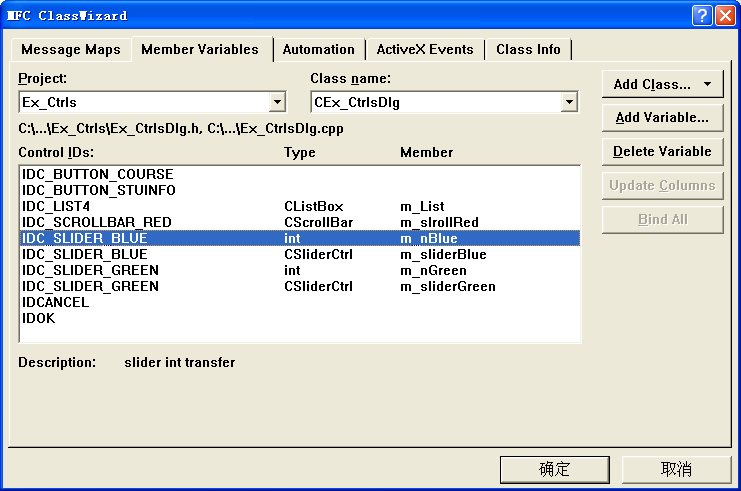 MFC ClassWizard
Message Maps Member Variables Automation ActiveX Events Class Info
Project: Class name:
Ex_Ctrls CEx_CtrlsDlg
Add Class...
C:\...\Ex_Ctrls\Ex_CtrlsDlg.h, C:\...\Ex_CtrlsDlg.cpp
Add Variable...
Control IDs: Type Member
Delete Variable
IDC_BUTTON_COURSE
IDC_BUTTON_STUINFO
Update Columns
IDC_LIST4 CListBox m_List
IDC_SCROLLBAR_RED CScrollBar m_slrollRed
Bind All
IDC_SLIDER_BLUE int m_nBlue
IDC_SLIDER_BLUE CSliderCtrl m_sliderBlue
IDC_SLIDER_GREEN int m_nGreen
IDC_SLIDER_GREEN CSliderCtrl m_sliderGreen
IDCANCEL
IDOK
Description: slider int transfer
确定 取消